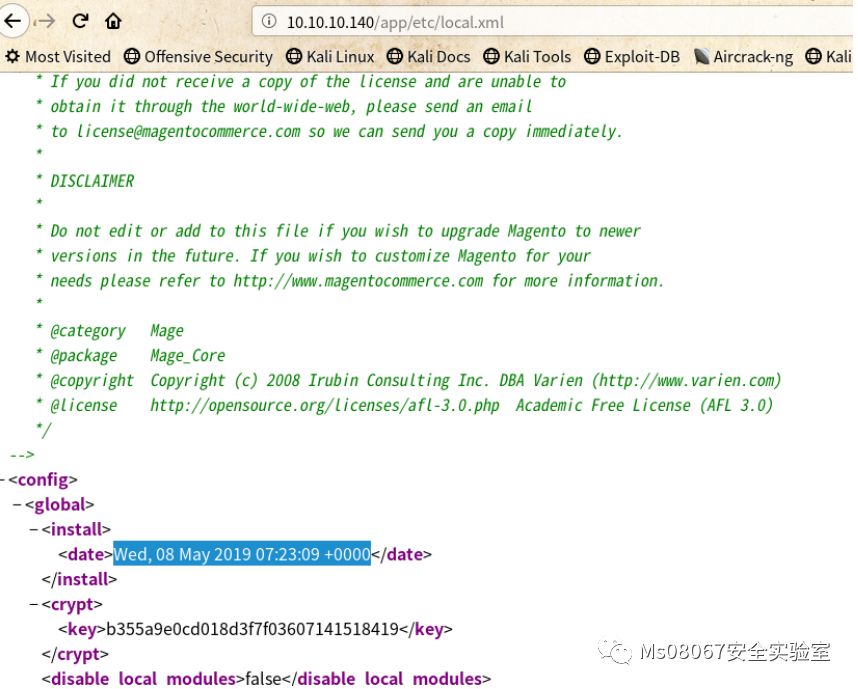 10.10.10.140/app/etc/local.xml
Most Visited Offensive Security Kali Linux Kali Docs Kali Tools Exploit-DB Aircrack-ng Kali
* If you did not receive a copy of the license and are unable to
* obtain it through the world-wide-web, please send an email
* to license@magentocommerce.com so we can send you a copy immediately.
*
* DISCLAIMER
*
* Do not edit or add to this file if you wish to upgrade Magento to newer
* versions in the future. If you wish to customize Magento for your
* needs please refer to http://www.magentocommerce.com for more information.
*
* @category Mage
* @package Mage_Core
* @copyright Copyright (c) 2008 Irubin Consulting Inc. DBA Varien (http://www.varien.com)
* @license http://opensource.org/licenses/afl-3.0.php Academic Free License (AFL 3.0)
*/
-->
-<config>
-<global>
-<install>
<date>Wed, 08 May 2019 07:23:09 +0000</date>
</install>
-<crypt>
<key>b355a9e0cd018d3f7f03607141518419</key>
</crypt>
<disable_local_modules>false</disable_local_modules>
Ms08067安全实验室